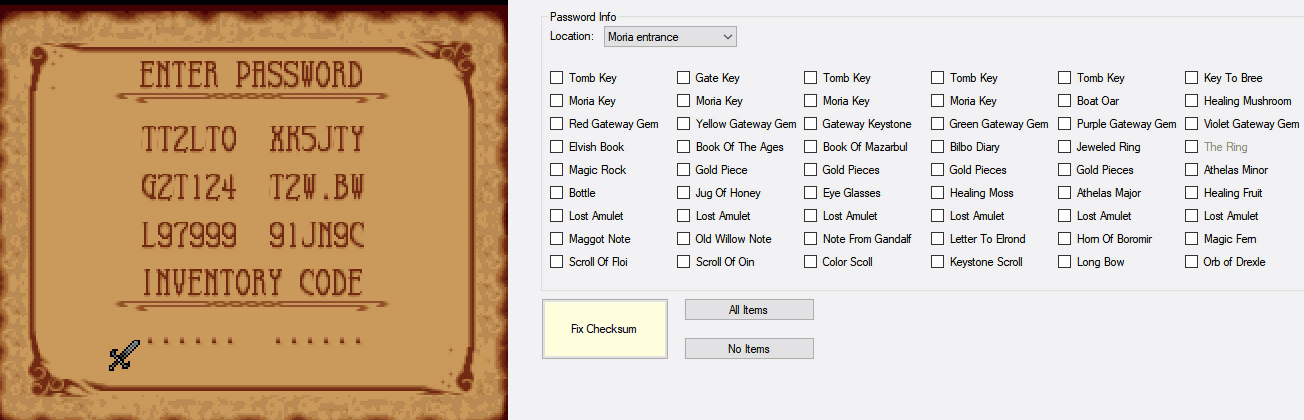 ENTER PASSWORD
TTZLTO XK5JTY
GZT124 TZW.BW
L97999 91JN9C
INVENTORY CODE
...... ......
Password Info
Location: Moria entrance
Tomb Key Gate Key Tomb Key Tomb Key Tomb Key Key To Bree
Moria Key Moria Key Moria Key Moria Key Boat Oar Healing Mushroom
Red Gateway Gem Yellow Gateway Gem Gateway Keystone Green Gateway Gem Purple Gateway Gem Violet Gateway Gem
Elvish Book Book Of The Ages Book Of Mazarbul Bilbo Diary Jeweled Ring The Ring
Magic Rock Gold Piece Gold Pieces Gold Pieces Gold Pieces Athelas Minor
Bottle Jug Of Honey Eye Glasses Healing Moss Athelas Major Healing Fruit
Lost Amulet Lost Amulet Lost Amulet Lost Amulet Lost Amulet Lost Amulet
Maggot Note Old Willow Note Note From Gandalf Letter To Elrond Horn Of Boromir Magic Fern
Scroll Of Floi Scroll Of Oin Color Scoll Keystone Scroll Long Bow Orb of Drexle
Fix Checksum
All Items
No Items